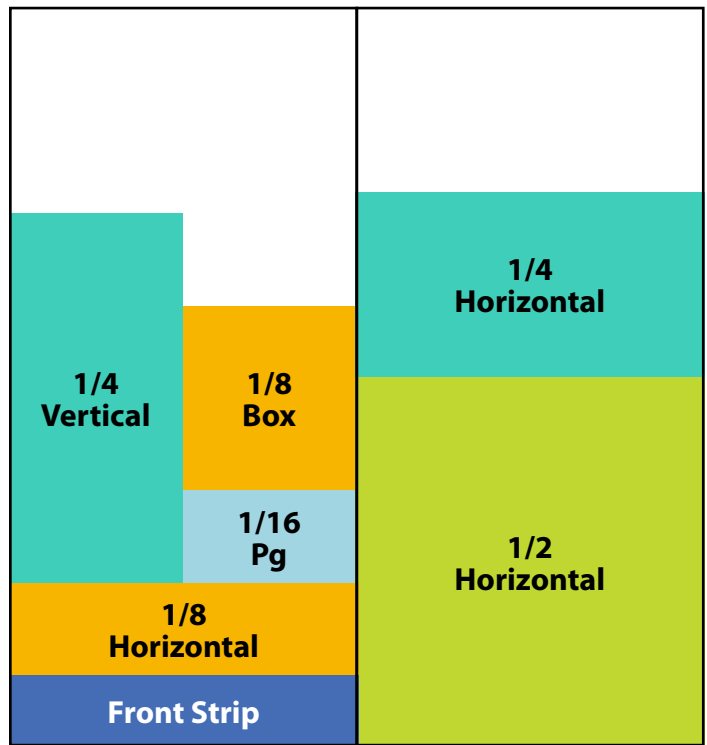 1/4
Vertical
1/8
Box
1/16
Pg
1/8
Horizontal
Front Strip
1/4
Horizontal
1/2
Horizontal